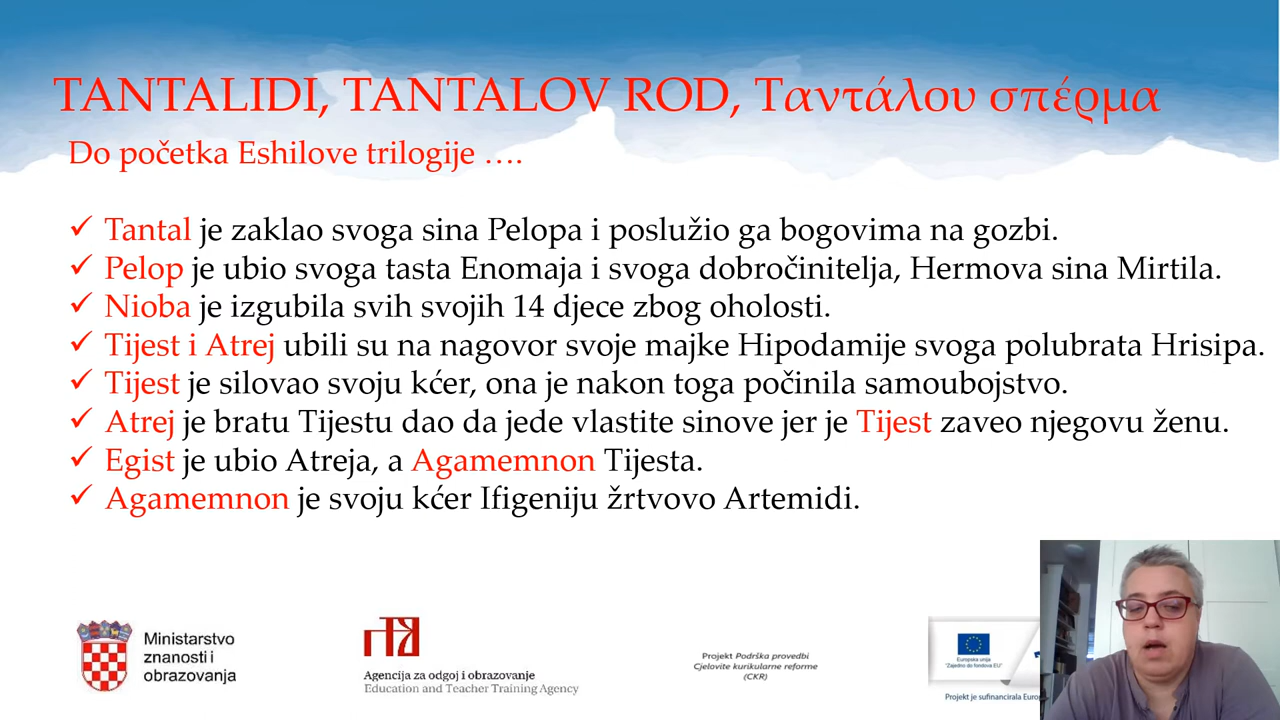 TANTALIDI, TANTALOV ROD, Ταντάλου σπέρμα
Do početka Eshilove trilogije ….
✓ Tantal je zaklao svoga sina Pelopa i poslužio ga bogovima na gozbi.
✓ Pelop je ubio svoga tasta Enomaja i svoga dobročinitelja, Hermova sina Mirtila.
✓ Nioba je izgubila svih svojih 14 djece zbog oholosti.
✓ Tijest i Atrej ubili su na nagovor svoje majke Hipodamije svoga polubrata Hrisipa.
✓ Tijest je silovao svoju kćer, ona je nakon toga počinila samoubojstvo.
✓ Atrej je bratu Tijestu dao da jede vlastite sinove jer je Tijest zaveo njegovu ženu.
✓ Egist je ubio Atreja, a Agamemnon Tijesta.
✓ Agamemnon je svoju kćer Ifigeniju žrtvovo Artemidi.
Ministarstvo
znanosti i
obrazovanja
Agencija za odgoj i obrazovanje
Education and Teacher Training Agency
Projekt Podrška provedbi
Cjelovite kurikularne reforme
(CKR)
Europska unija
"Zajedno do fondova EU"
Projekt je sufinancirala